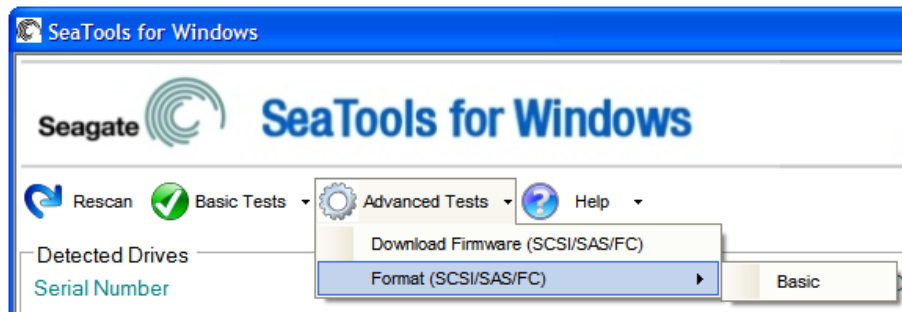 SeaTools for Windows
Seagate SeaTools for Windows
Rescan Basic Tests Advanced Tests Help
Download Firmware (SCSI/SAS/FC)
Detected Drives
Format (SCSI/SAS/FC) Basic
Serial Number